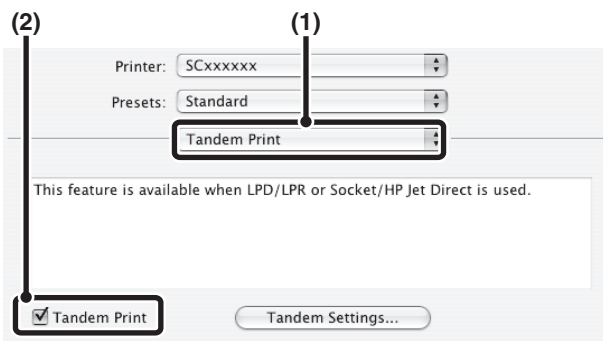 (2)
(1)
Printer: SCxxxxxx
Presets: Standard
Tandem Print
This feature is available when LPD/LPR or Socket/HP Jet Direct is used.
Tandem Print
Tandem Settings...